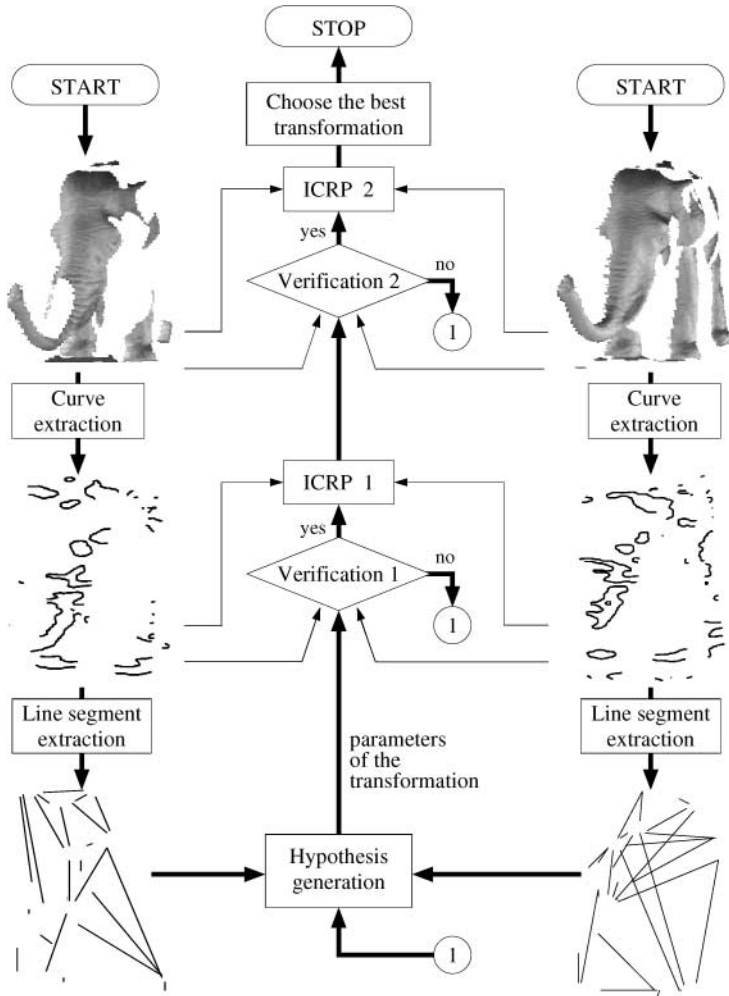 STOP
START
Choose the best
transformation
START
ICRP 2
yes
Verification 2
no
1
Curve
extraction
Curve
extraction
ICRP 1
yes
Verification 1
no
1
Line segment
extraction
Line segment
extraction
parameters
of the
transformation
Hypothesis
generation
1